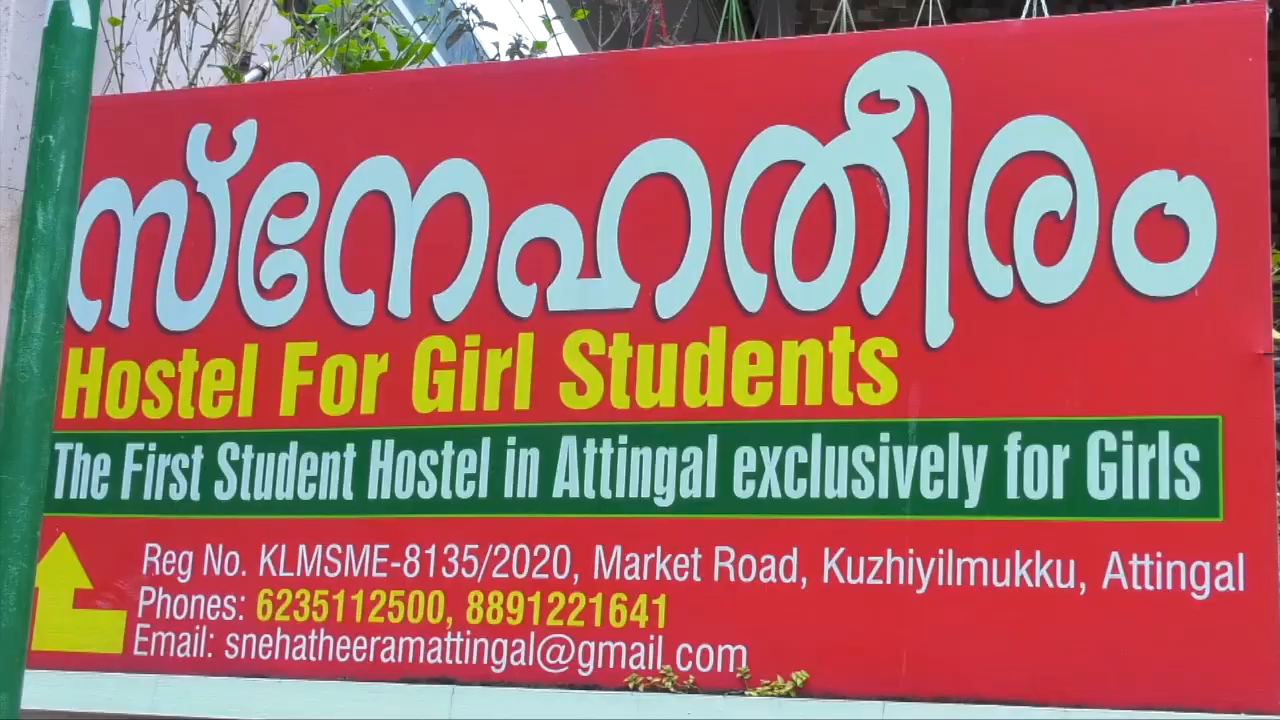 സ്നേഹതീരം
Hostel For Girl Students
The First Student Hostel in Attingal exclusively for Girls
Reg No. KLMSME-8135/2020, Market Road, Kuzhiyilmukku, Attingal
Phones: 6235112500, 8891221641
Email: snehatheeramattingal@gmail.com